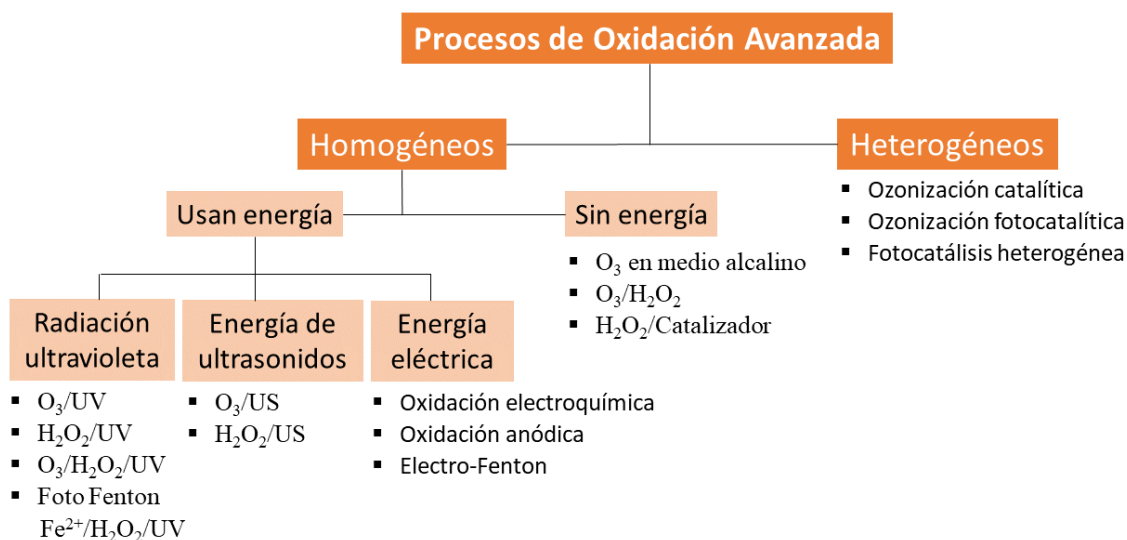 Procesos de Oxidación Avanzada
Homogéneos
Heterogéneos
▪ Ozonización catalítica
▪ Ozonización fotocatalítica
▪ Fotocatálisis heterogénea
Usan energía
Sin energía
▪ O₃ en medio alcalino
▪ O₃/H₂O₂
▪ H₂O₂/Catalizador
Radiación
ultravioleta
▪ O₃/UV
▪ H₂O₂/UV
▪ O₃/H₂O₂/UV
▪ Foto Fenton
Fe²⁺/H₂O₂/UV
Energía de
ultrasonidos
▪ O₃/US
▪ H₂O₂/US
Energía
eléctrica
▪ Oxidación electroquímica
▪ Oxidación anódica
▪ Electro-Fenton